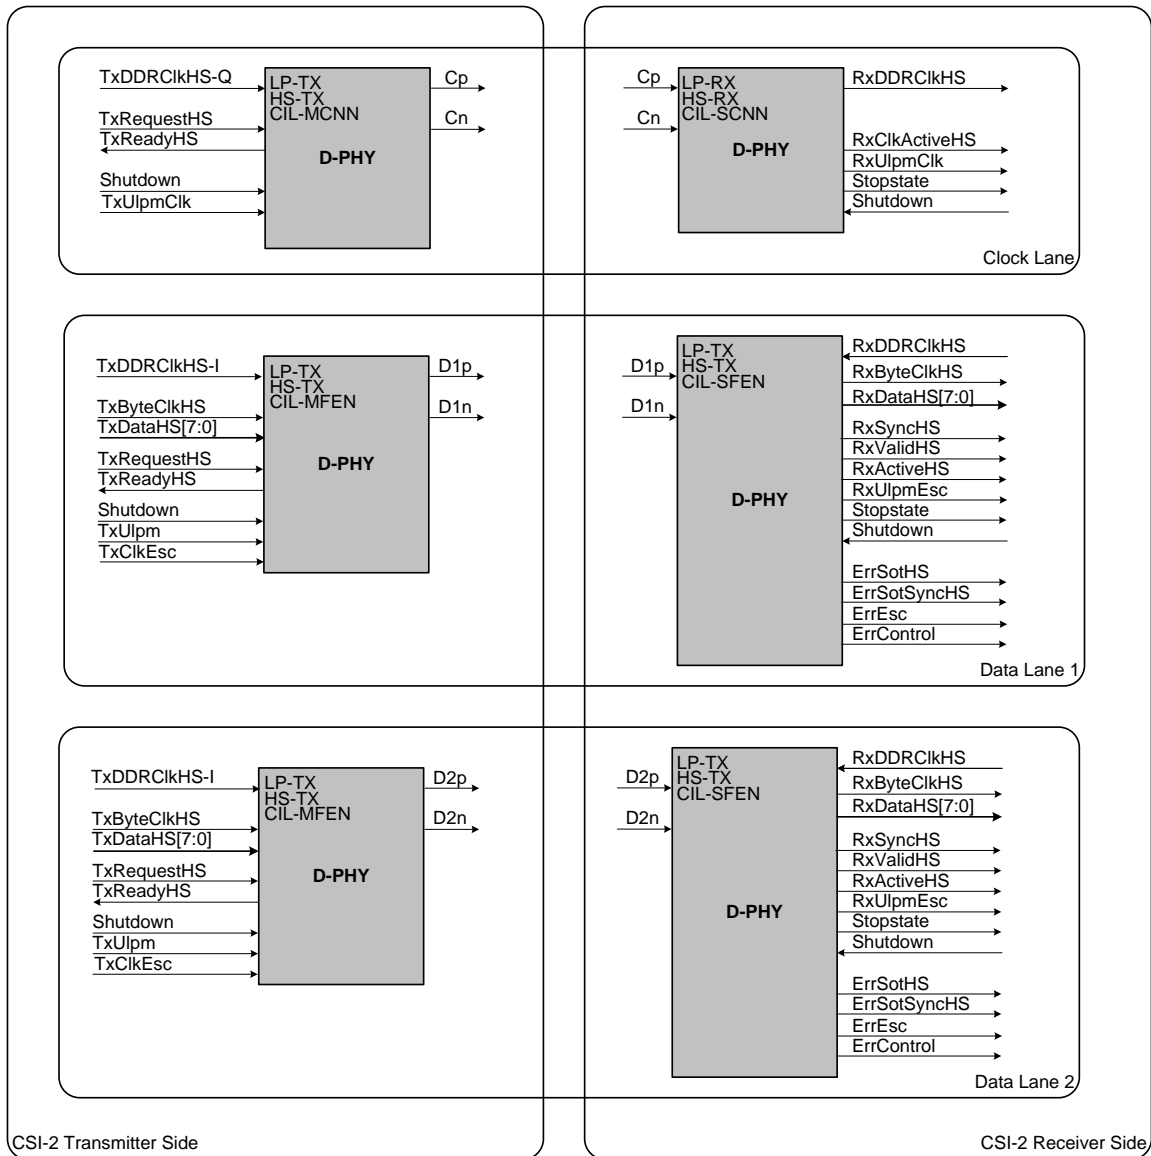 TxDDRClkHS-Q
TxRequestHS
TxReadyHS
Shutdown
TxUlpmClk
LP-TX
HS-TX
CIL-MCNN
D-PHY
Cp
Cn
Cp
Cn
LP-RX
HS-RX
CIL-SCNN
D-PHY
RxDDRClkHS
RxClkActiveHS
RxUlpmClk
Stopstate
Shutdown
Clock Lane
TxDDRClkHS-I
TxByteClkHS
TxDataHS[7:0]
TxRequestHS
TxReadyHS
Shutdown
TxUlpm
TxClkEsc
LP-TX
HS-TX
CIL-MFEN
D-PHY
D1p
D1n
D1p
D1n
LP-TX
HS-TX
CIL-SFEN
D-PHY
RxDDRClkHS
RxByteClkHS
RxDataHS[7:0]
RxSyncHS
RxValidHS
RxActiveHS
RxUlpmEsc
Stopstate
Shutdown
ErrSotHS
ErrSotSyncHS
ErrEsc
ErrControl
Data Lane 1
TxDDRClkHS-I
TxByteClkHS
TxDataHS[7:0]
TxRequestHS
TxReadyHS
Shutdown
TxUlpm
TxClkEsc
LP-TX
HS-TX
CIL-MFEN
D-PHY
D2p
D2n
D2p
D2n
LP-TX
HS-TX
CIL-SFEN
D-PHY
RxDDRClkHS
RxByteClkHS
RxDataHS[7:0]
RxSyncHS
RxValidHS
RxActiveHS
RxUlpmEsc
Stopstate
Shutdown
ErrSotHS
ErrSotSyncHS
ErrEsc
ErrControl
Data Lane 2
CSI-2 Transmitter Side
CSI-2 Receiver Side